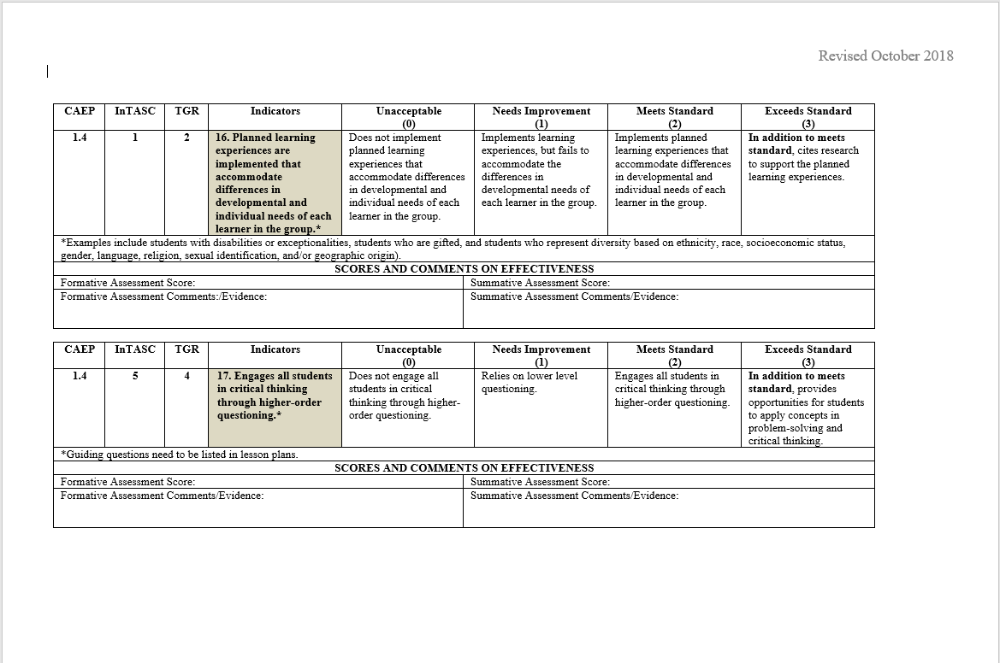 Revised October 2018
CAEP InTASC TGR Indicators Unacceptable (0) Needs Improvement (1) Meets Standard (2) Exceeds Standard (3)
1.4 1 2
16. Planned learning
experiences are
implemented that
accommodate
differences in
developmental and
individual needs of each
learner in the group.*
Does not implement
planned learning
experiences that
accommodate differences
in developmental and
individual needs of each
learner in the group.
Implements learning
experiences, but fails to
accommodate the
differences in
developmental needs of
each learner in the group.
Implements planned
learning experiences that
accommodate differences
in developmental and
individual needs of each
learner in the group.
In addition to meets
standard, cites research
to support the planned
learning experiences.
*Examples include students with disabilities or exceptionalities, students who are gifted, and students who represent diversity based on ethnicity, race, socioeconomic status,
gender, language, religion, sexual identification, and/or geographic origin).
SCORES AND COMMENTS ON EFFECTIVENESS
Formative Assessment Score: Summative Assessment Score:
Formative Assessment Comments:/Evidence: Summative Assessment Comments/Evidence:
CAEP InTASC TGR Indicators Unacceptable (0) Needs Improvement (1) Meets Standard (2) Exceeds Standard (3)
1.4 5 4
17. Engages all students
in critical thinking
through higher-order
questioning.*
Does not engage all
students in critical
thinking through higher-
order questioning.
Relies on lower level
questioning.
Engages all students in
critical thinking through
higher-order questioning.
In addition to meets
standard, provides
opportunities for students
to apply concepts in
problem-solving and
critical thinking.
*Guiding questions need to be listed in lesson plans.
SCORES AND COMMENTS ON EFFECTIVENESS
Formative Assessment Score: Summative Assessment Score:
Formative Assessment Comments/Evidence: Summative Assessment Comments/Evidence: